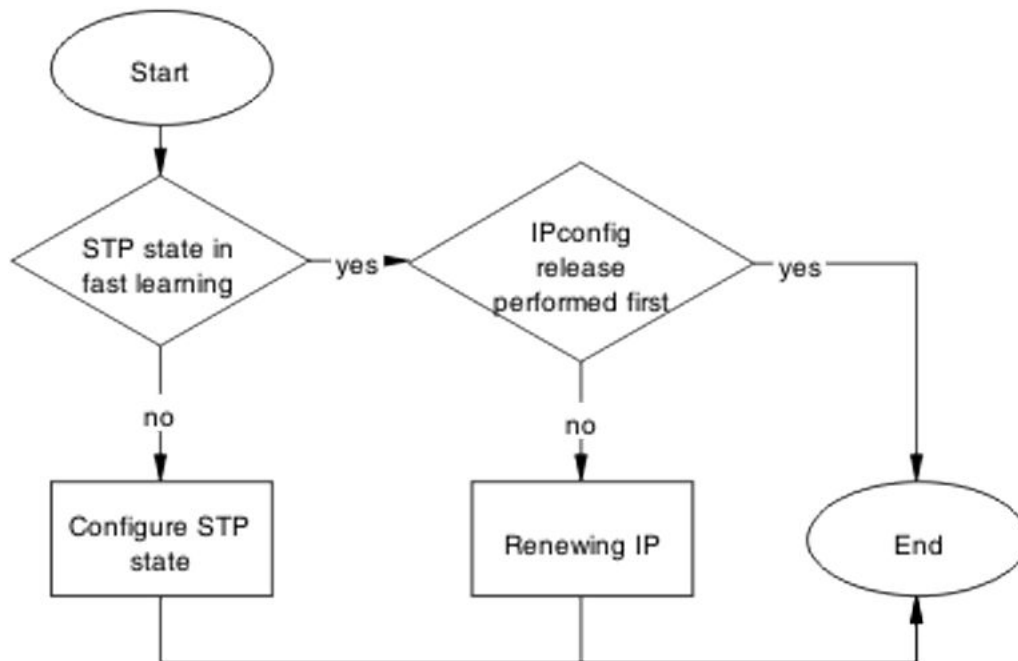 Start
STP state in
fast learning
yes
IPconfig
release
performed first
yes
no
no
Configure STP
state
Renewing IP
End